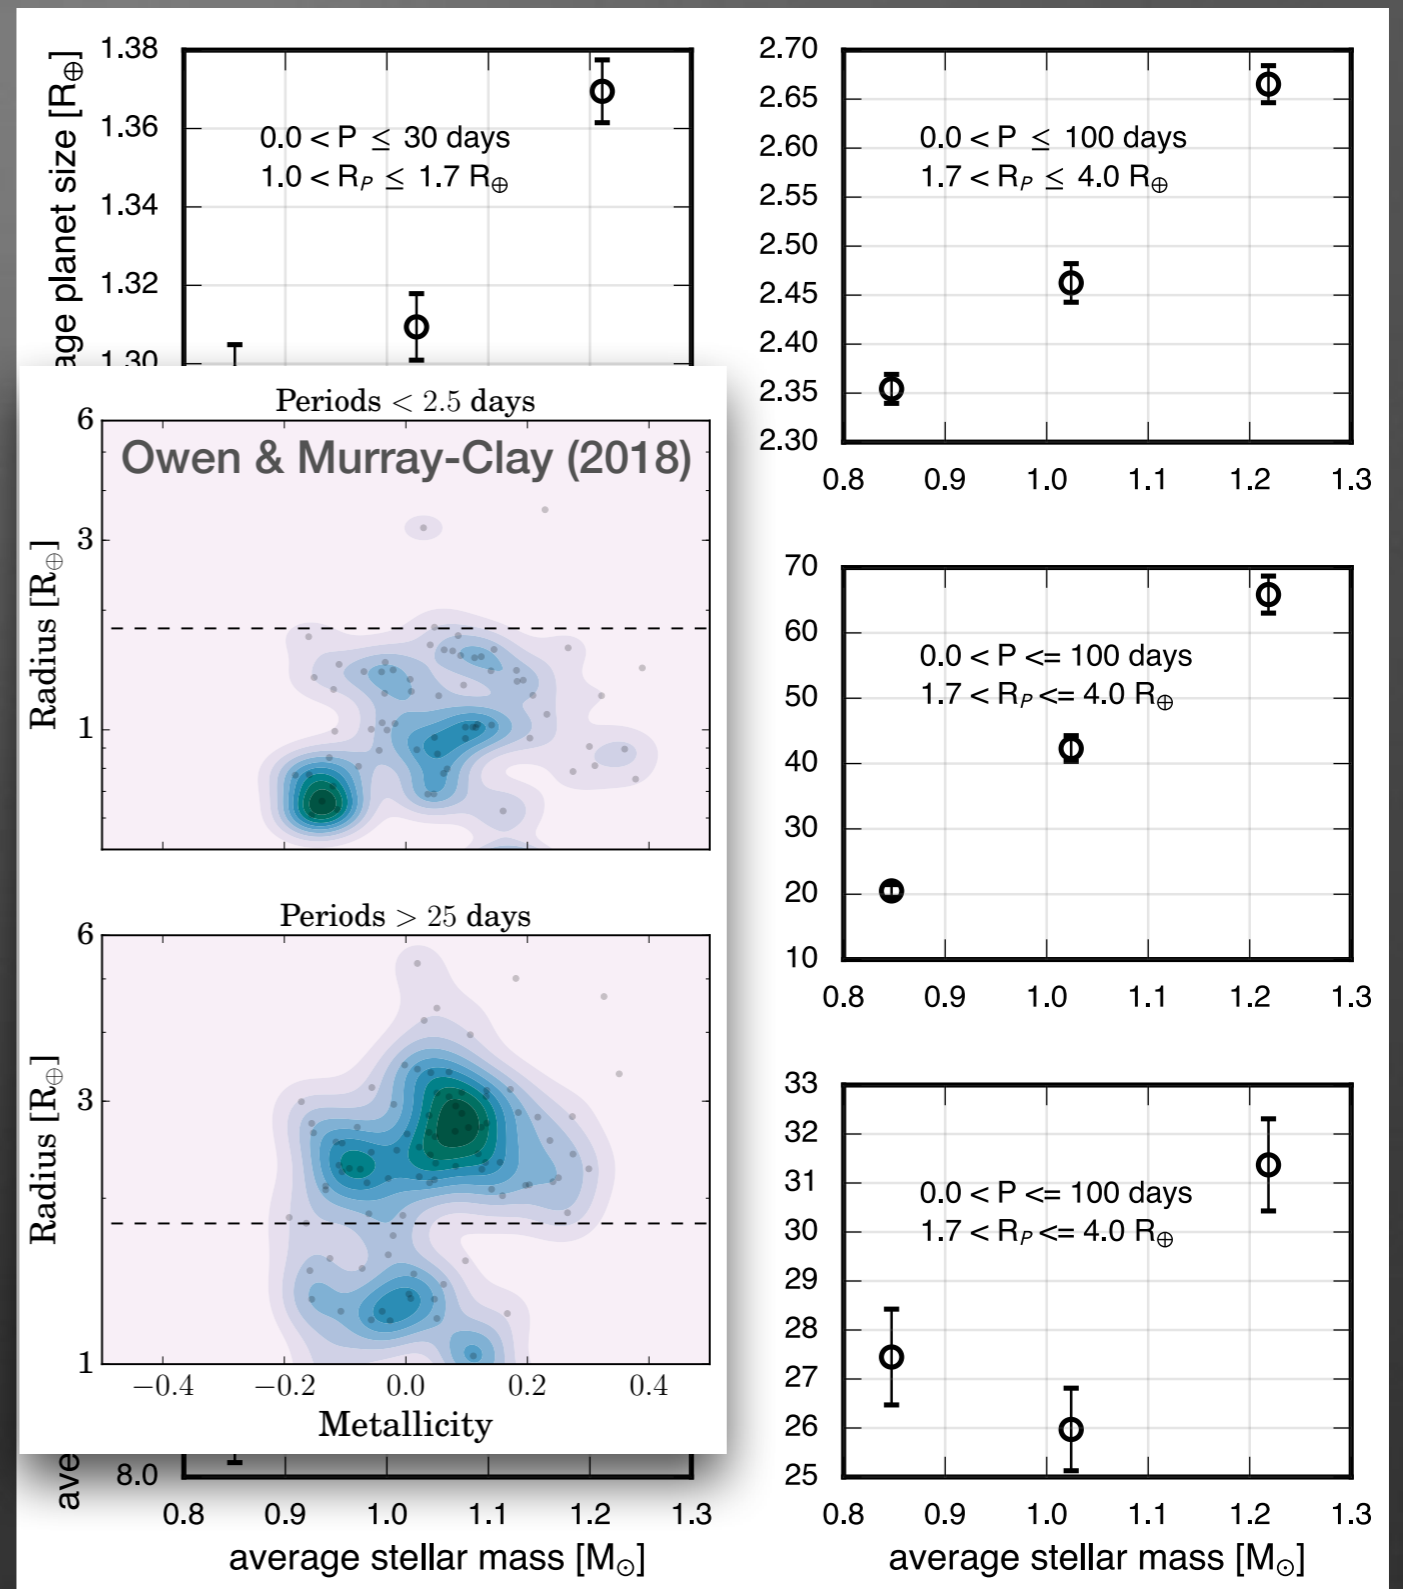 average planet size [R⊕]
1.38
1.36
1.34
1.32
1.30
0.0 < P ≤ 30 days
1.0 < R_P ≤ 1.7 R⊕
2.70
2.65
2.60
2.55
2.50
2.45
2.40
2.35
2.30
0.0 < P ≤ 100 days
1.7 < R_P ≤ 4.0 R⊕
0.8 0.9 1.0 1.1 1.2 1.3
Periods < 2.5 days
Owen & Murray-Clay (2018)
6
3
1
Radius [R⊕]
70
60
50
40
30
20
10
0.0 < P <= 100 days
1.7 < R_P <= 4.0 R⊕
0.8 0.9 1.0 1.1 1.2 1.3
Periods > 25 days
6
3
1
Radius [R⊕]
−0.4 −0.2 0.0 0.2 0.4
Metallicity
33
32
31
30
29
28
27
26
25
0.0 < P <= 100 days
1.7 < R_P <= 4.0 R⊕
ave
8.0
0.8 0.9 1.0 1.1 1.2 1.3
average stellar mass [M⊙]
0.8 0.9 1.0 1.1 1.2 1.3
average stellar mass [M⊙]